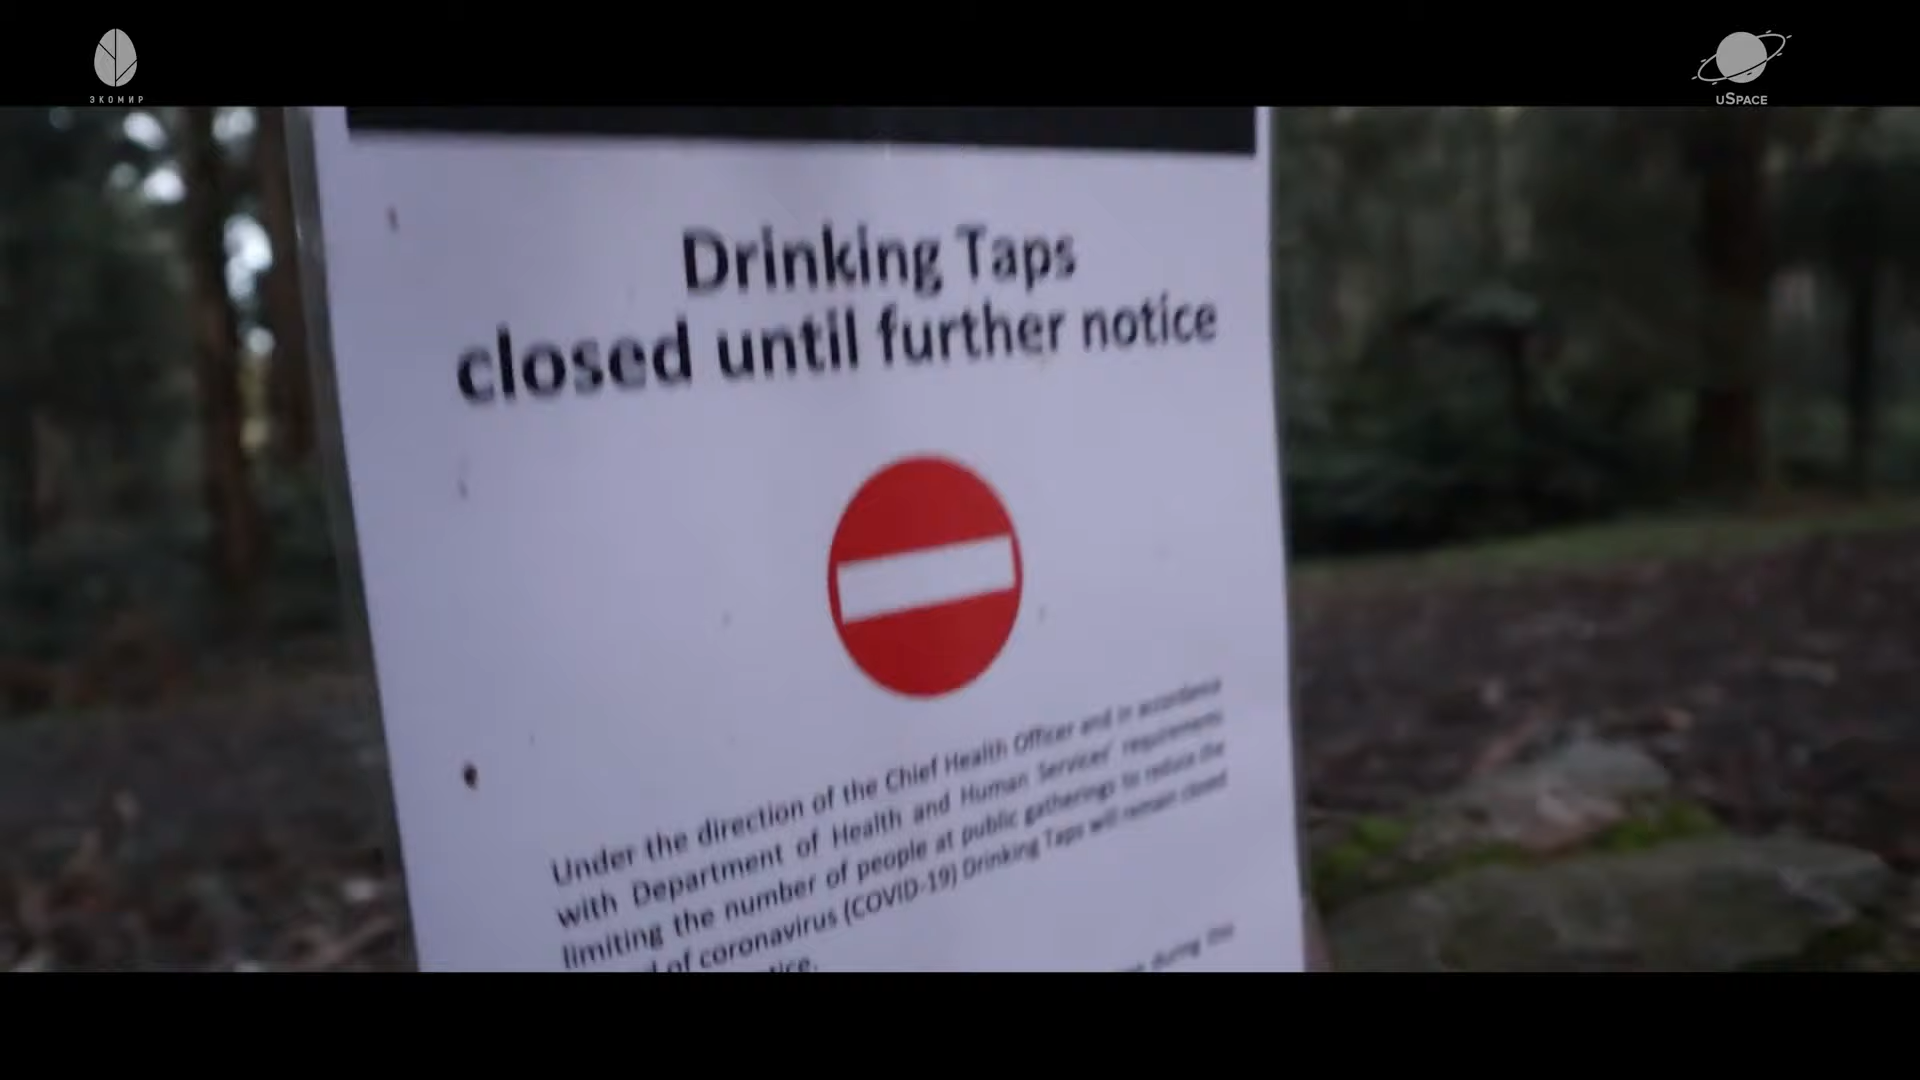 ЭКОМИР
uSPACE
Drinking Taps
closed until further notice
Under the direction of the Chief Health Officer and in accordance
with Department of Health and Human Services' requirements
limiting the number of people at public gatherings to reduce the
of coronavirus (COVID-19) Drinking Taps will remain closed
during the